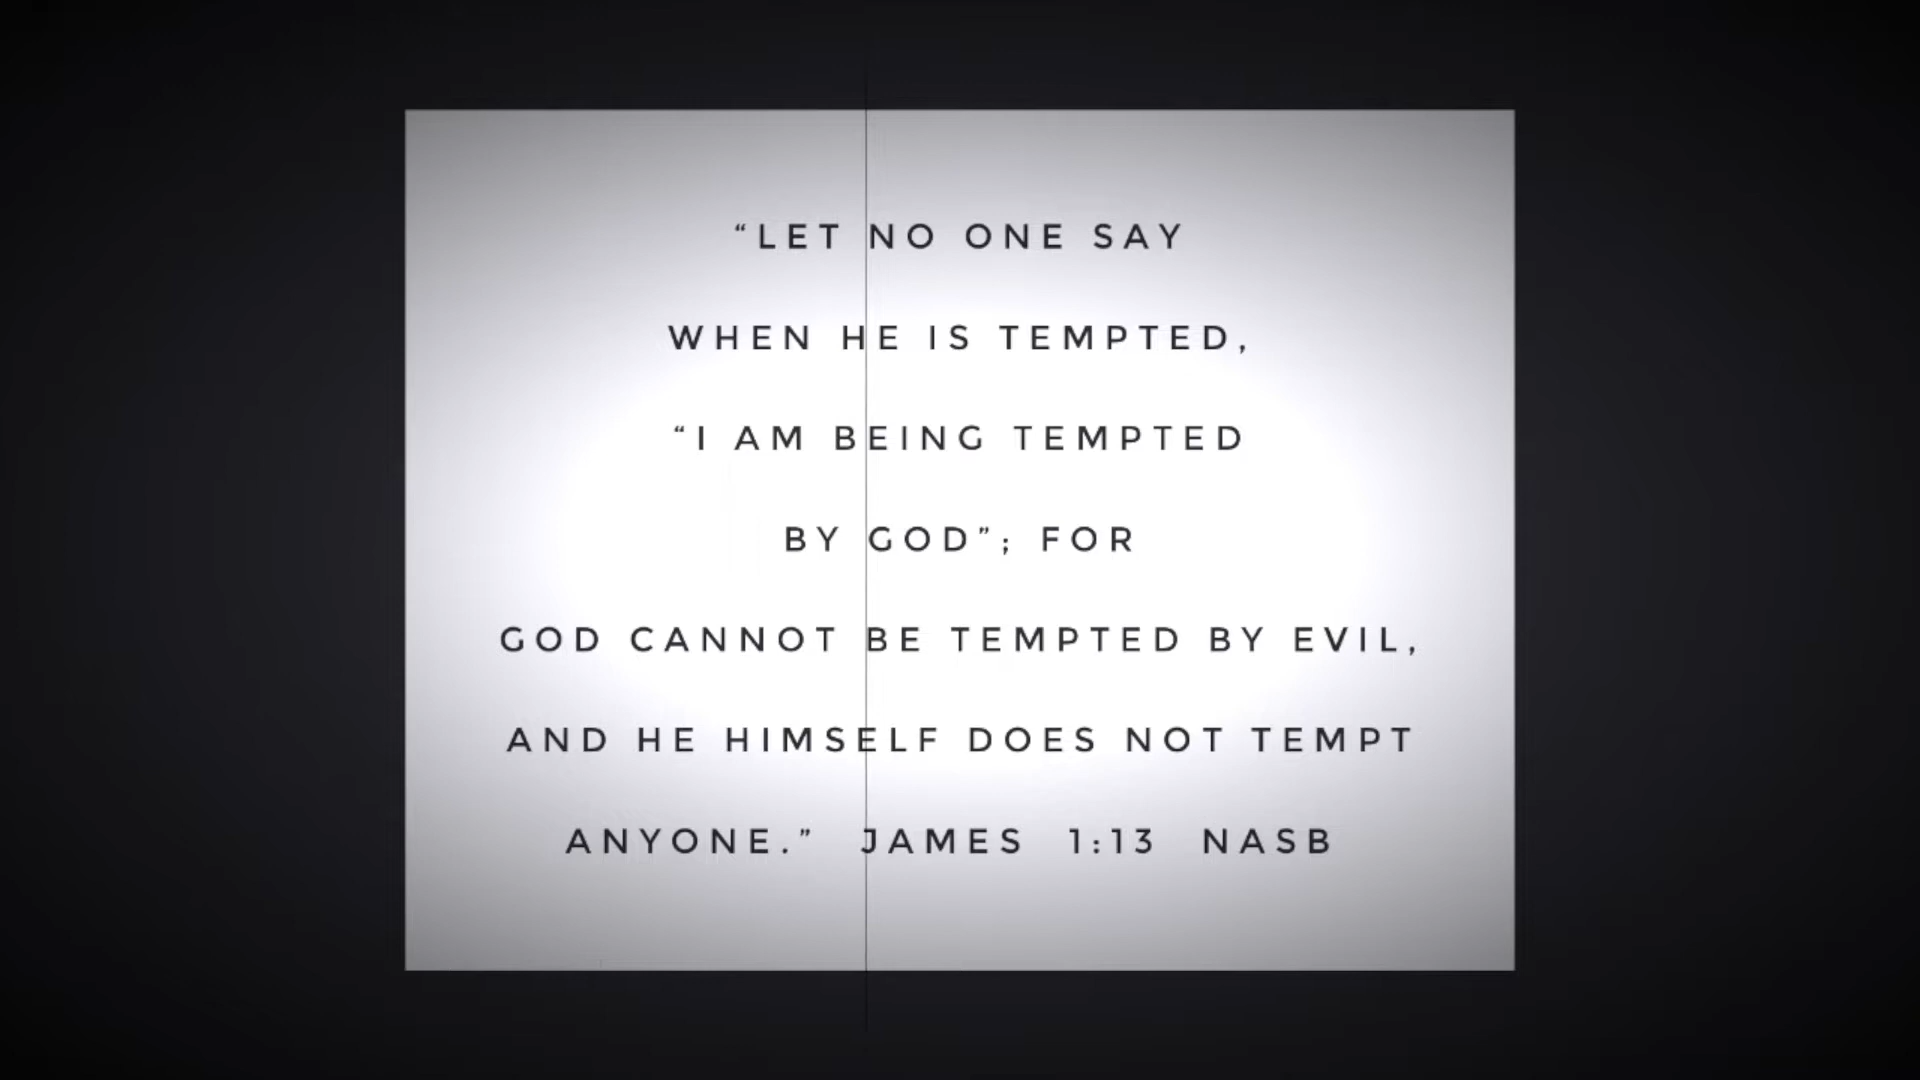 “LET NO ONE SAY
WHEN HE IS TEMPTED,
“I AM BEING TEMPTED
BY GOD”; FOR
GOD CANNOT BE TEMPTED BY EVIL,
AND HE HIMSELF DOES NOT TEMPT
ANYONE.” JAMES 1:13 NASB